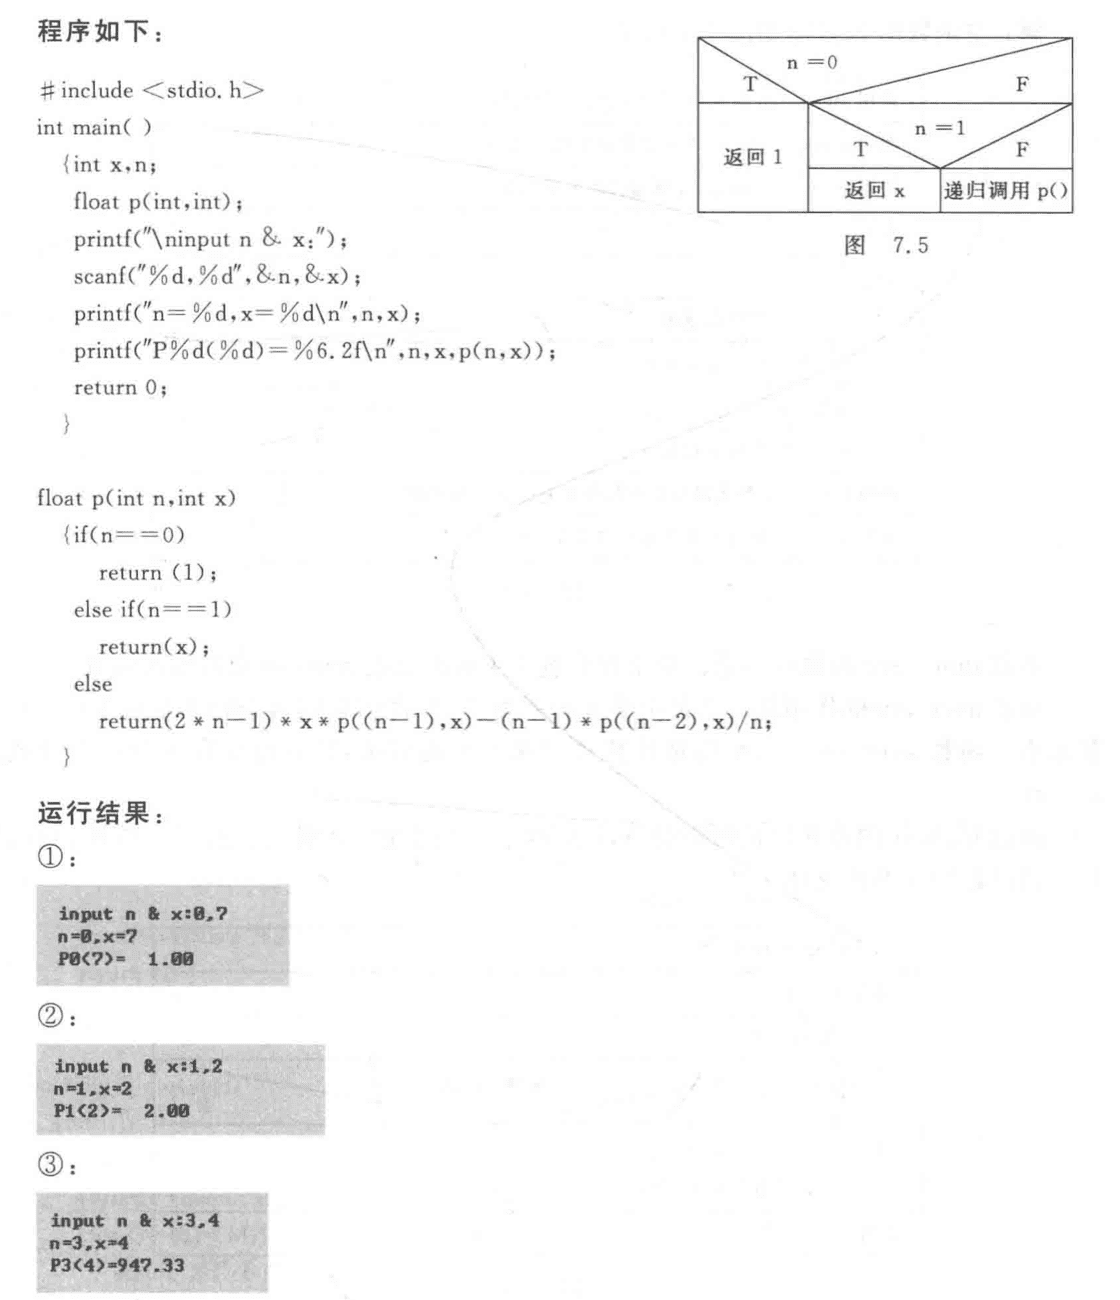 程序如下：
# include <stdio.h>
int main( )
{int x,n;
float p(int,int);
printf("\ninput n & x:");
scanf("%d,%d",&n,&x);
printf("n=%d,x=%d\n",n,x);
printf("P%d(%d)=%6.2f\n",n,x,p(n,x));
return 0;
}
n=0
T
F
返回 1
n=1
T
F
返回 x
递归调用 p()
图 7.5
float p(int n,int x)
{if(n==0)
return (1);
else if(n==1)
return(x);
else
return(2*n-1)*x*p((n-1),x)-(n-1)*p((n-2),x)/n;
}
运行结果：
①：
input n & x:0,7
n=0,x=7
P0(7)= 1.00
②：
input n & x:1,2
n=1,x=2
P1(2)= 2.00
③：
input n & x:3,4
n=3,x=4
P3(4)=947.33